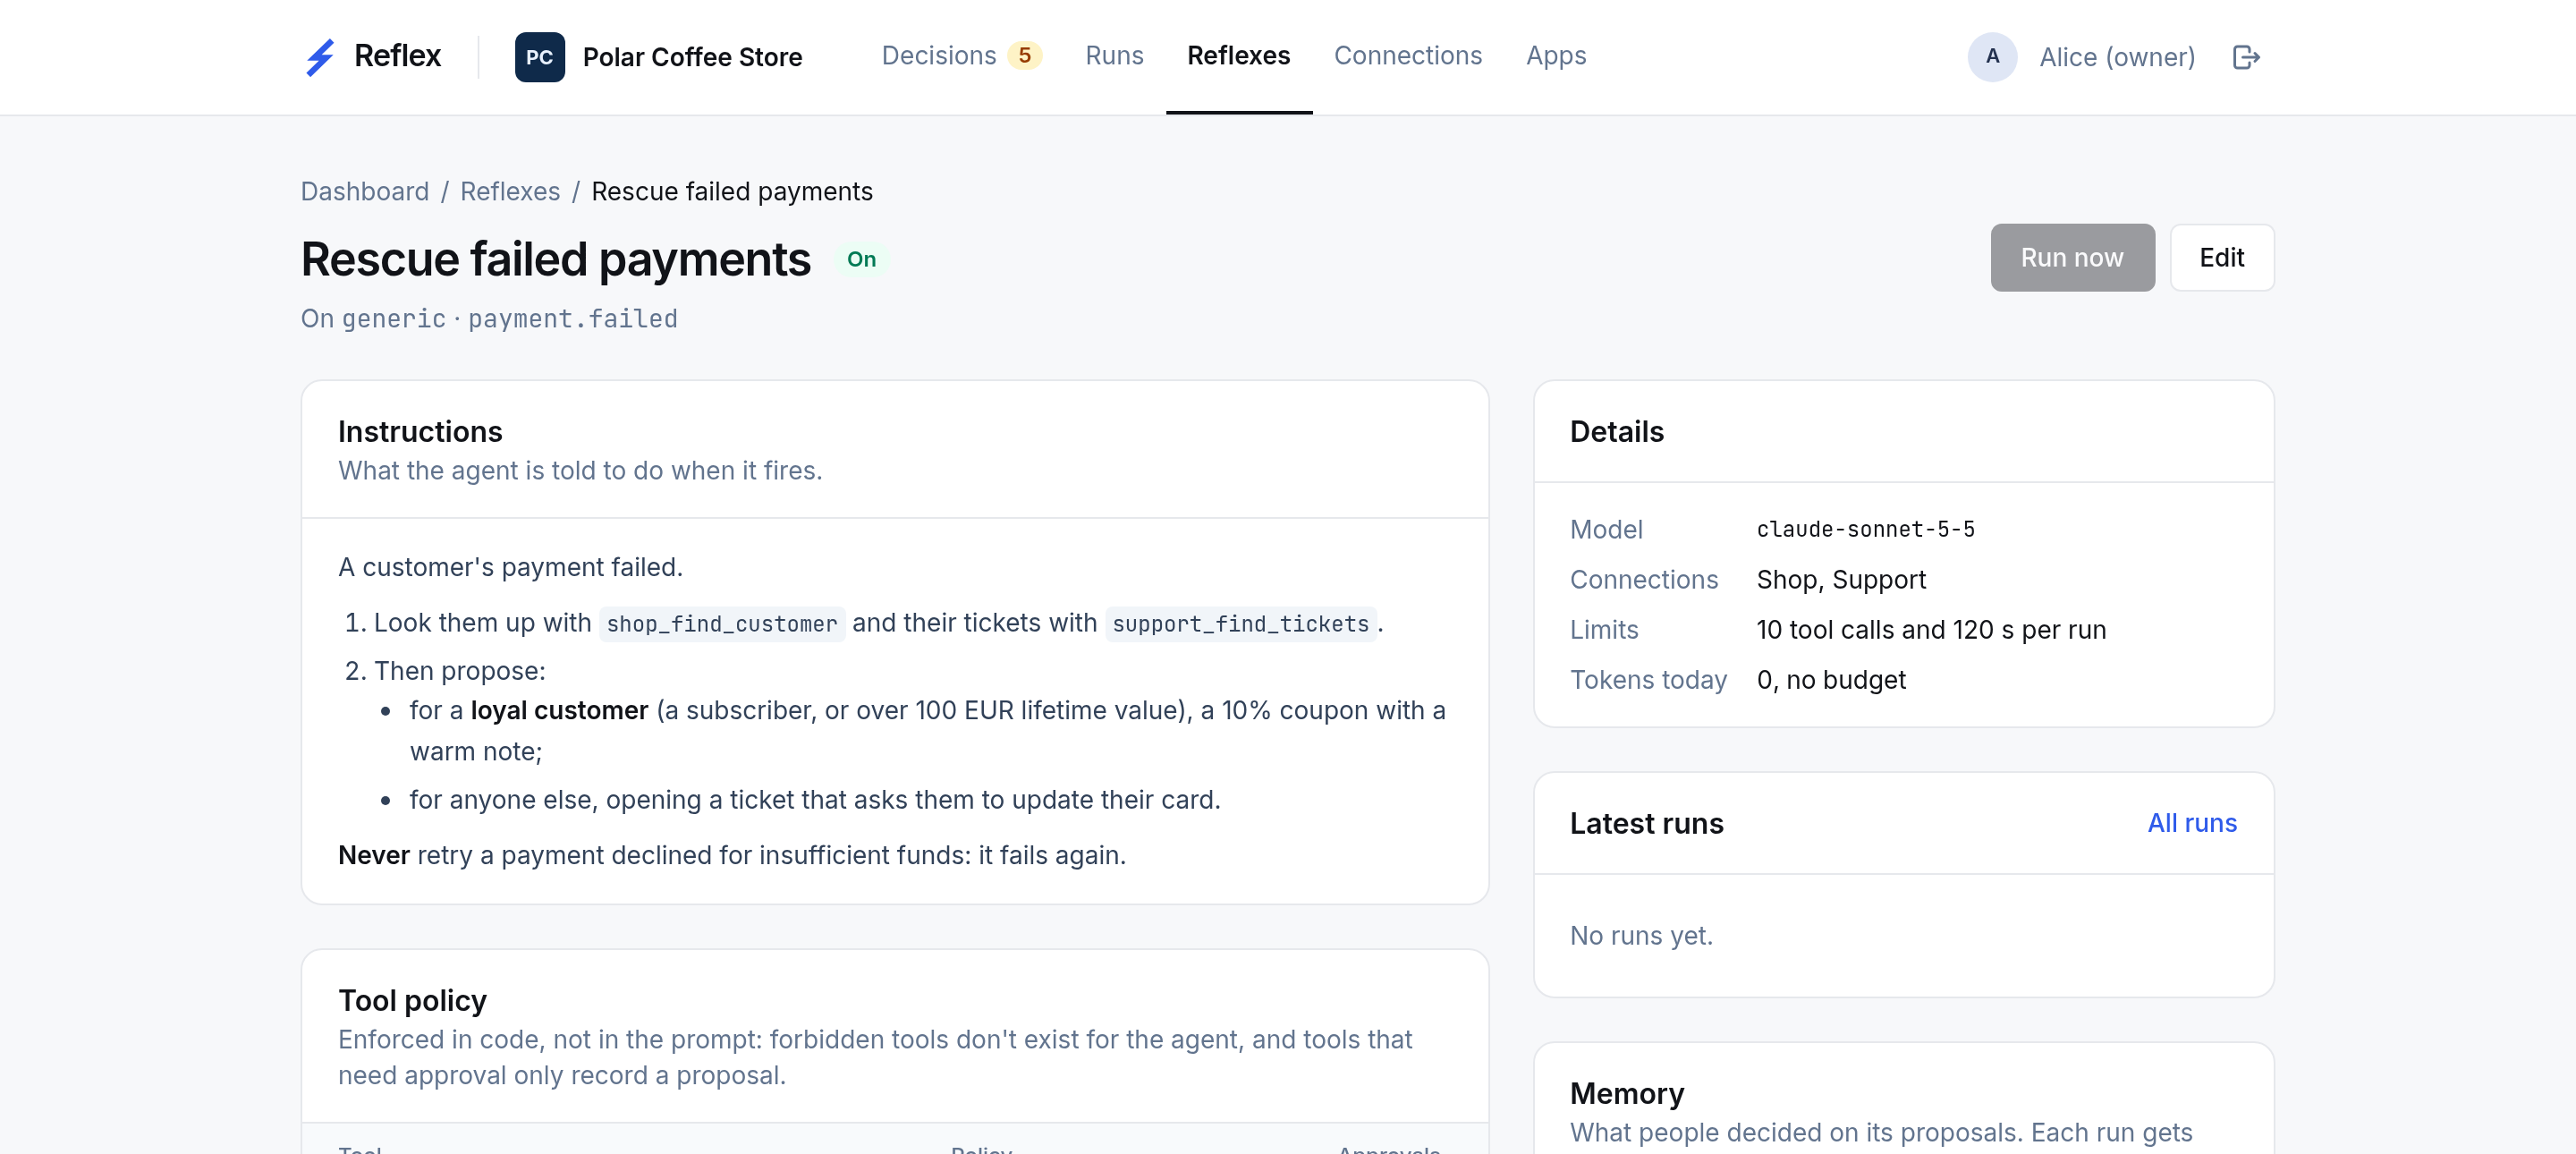 Reflex
PC Polar Coffee Store
Decisions 5 Runs Reflexes Connections Apps
A Alice (owner)
Dashboard / Reflexes / Rescue failed payments
Rescue failed payments On
Run now Edit
On generic · payment.failed
Instructions
What the agent is told to do when it fires.
A customer's payment failed.
1. Look them up with shop_find_customer and their tickets with support_find_tickets.
2. Then propose:
• for a loyal customer (a subscriber, or over 100 EUR lifetime value), a 10% coupon with a
warm note;
• for anyone else, opening a ticket that asks them to update their card.
Never retry a payment declined for insufficient funds: it fails again.
Tool policy
Enforced in code, not in the prompt: forbidden tools don't exist for the agent, and tools that
need approval only record a proposal.
Tool Policy Approvals
Details
Model claude-sonnet-5-5
Connections Shop, Support
Limits 10 tool calls and 120 s per run
Tokens today 0, no budget
Latest runs All runs
No runs yet.
Memory
What people decided on its proposals. Each run gets